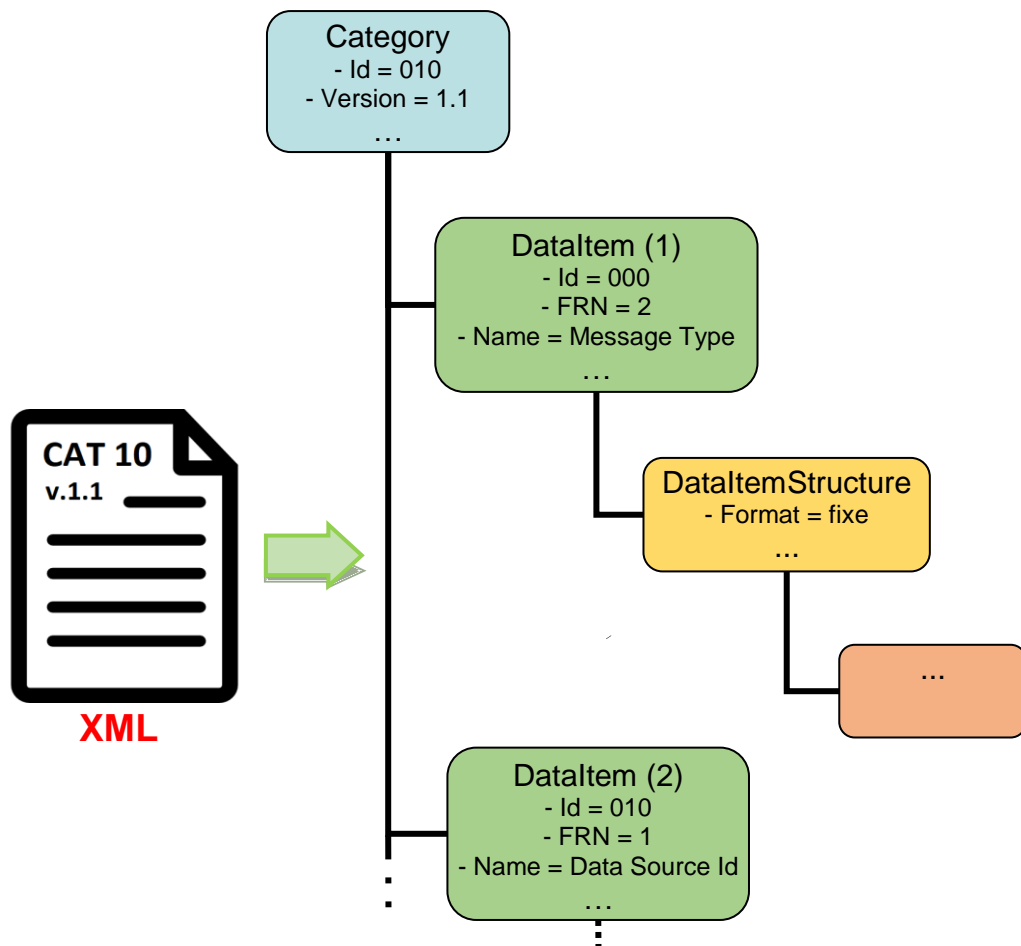 Category
- Id = 010
- Version = 1.1
...
DataItem (1)
- Id = 000
- FRN = 2
- Name = Message Type
...
CAT 10
v.1.1
XML
DataItemStructure
- Format = fixe
...
...
DataItem (2)
- Id = 010
- FRN = 1
- Name = Data Source Id
...